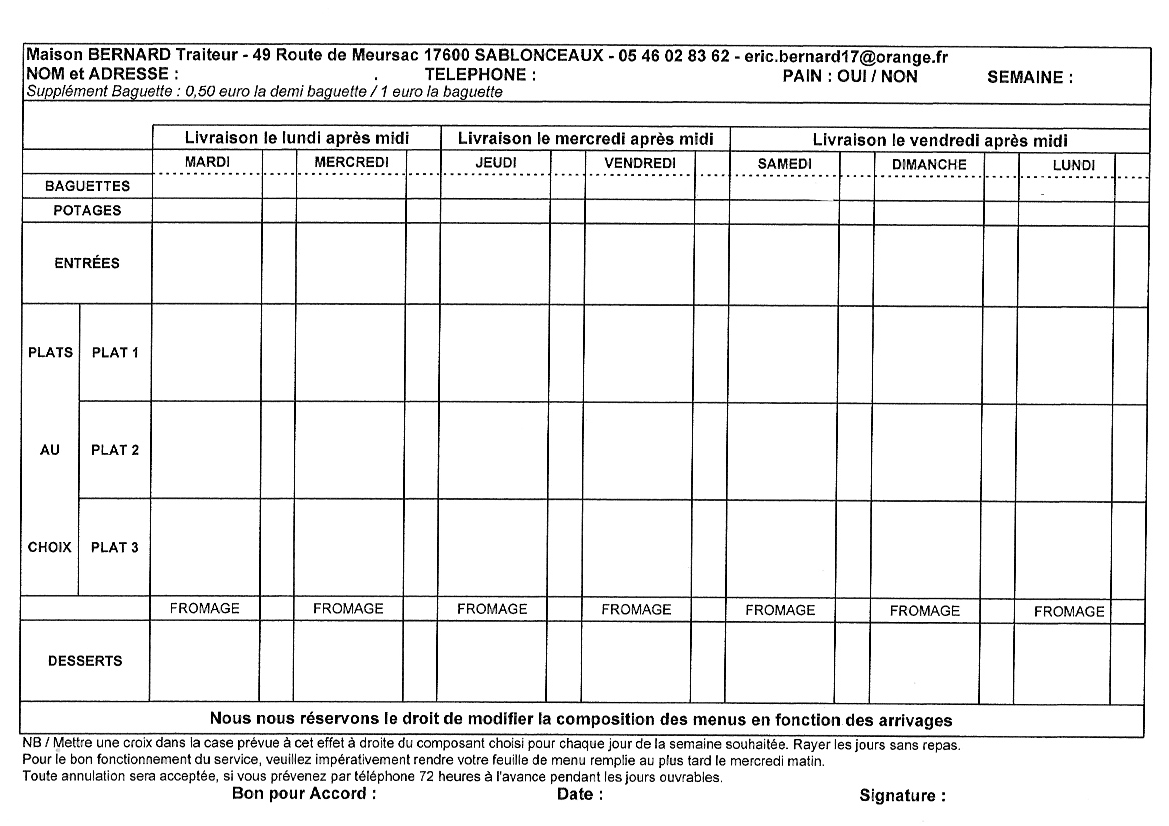 Maison BERNARD Traiteur - 49 Route de Meursac 17600 SABLONCEAUX - 05 46 02 83 62 - eric.bernard17@orange.fr
NOM et ADRESSE : . TELEPHONE : PAIN : OUI / NON SEMAINE :
Supplément Baguette : 0,50 euro la demi baguette / 1 euro la baguette
Livraison le lundi après midi Livraison le mercredi après midi Livraison le vendredi après midi
MARDI MERCREDI JEUDI VENDREDI SAMEDI DIMANCHE LUNDI
BAGUETTES
POTAGES
ENTRÉES
PLATS PLAT 1
AU PLAT 2
CHOIX PLAT 3
FROMAGE FROMAGE FROMAGE FROMAGE FROMAGE FROMAGE FROMAGE
DESSERTS
Nous nous réservons le droit de modifier la composition des menus en fonction des arrivages
NB / Mettre une croix dans la case prévue à cet effet à droite du composant choisi pour chaque jour de la semaine souhaitée. Rayer les jours sans repas.
Pour le bon fonctionnement du service, veuillez impérativement rendre votre feuille de menu remplie au plus tard le mercredi matin.
Toute annulation sera acceptée, si vous prévenez par téléphone 72 heures à l'avance pendant les jours ouvrables.
Bon pour Accord : Date : Signature :